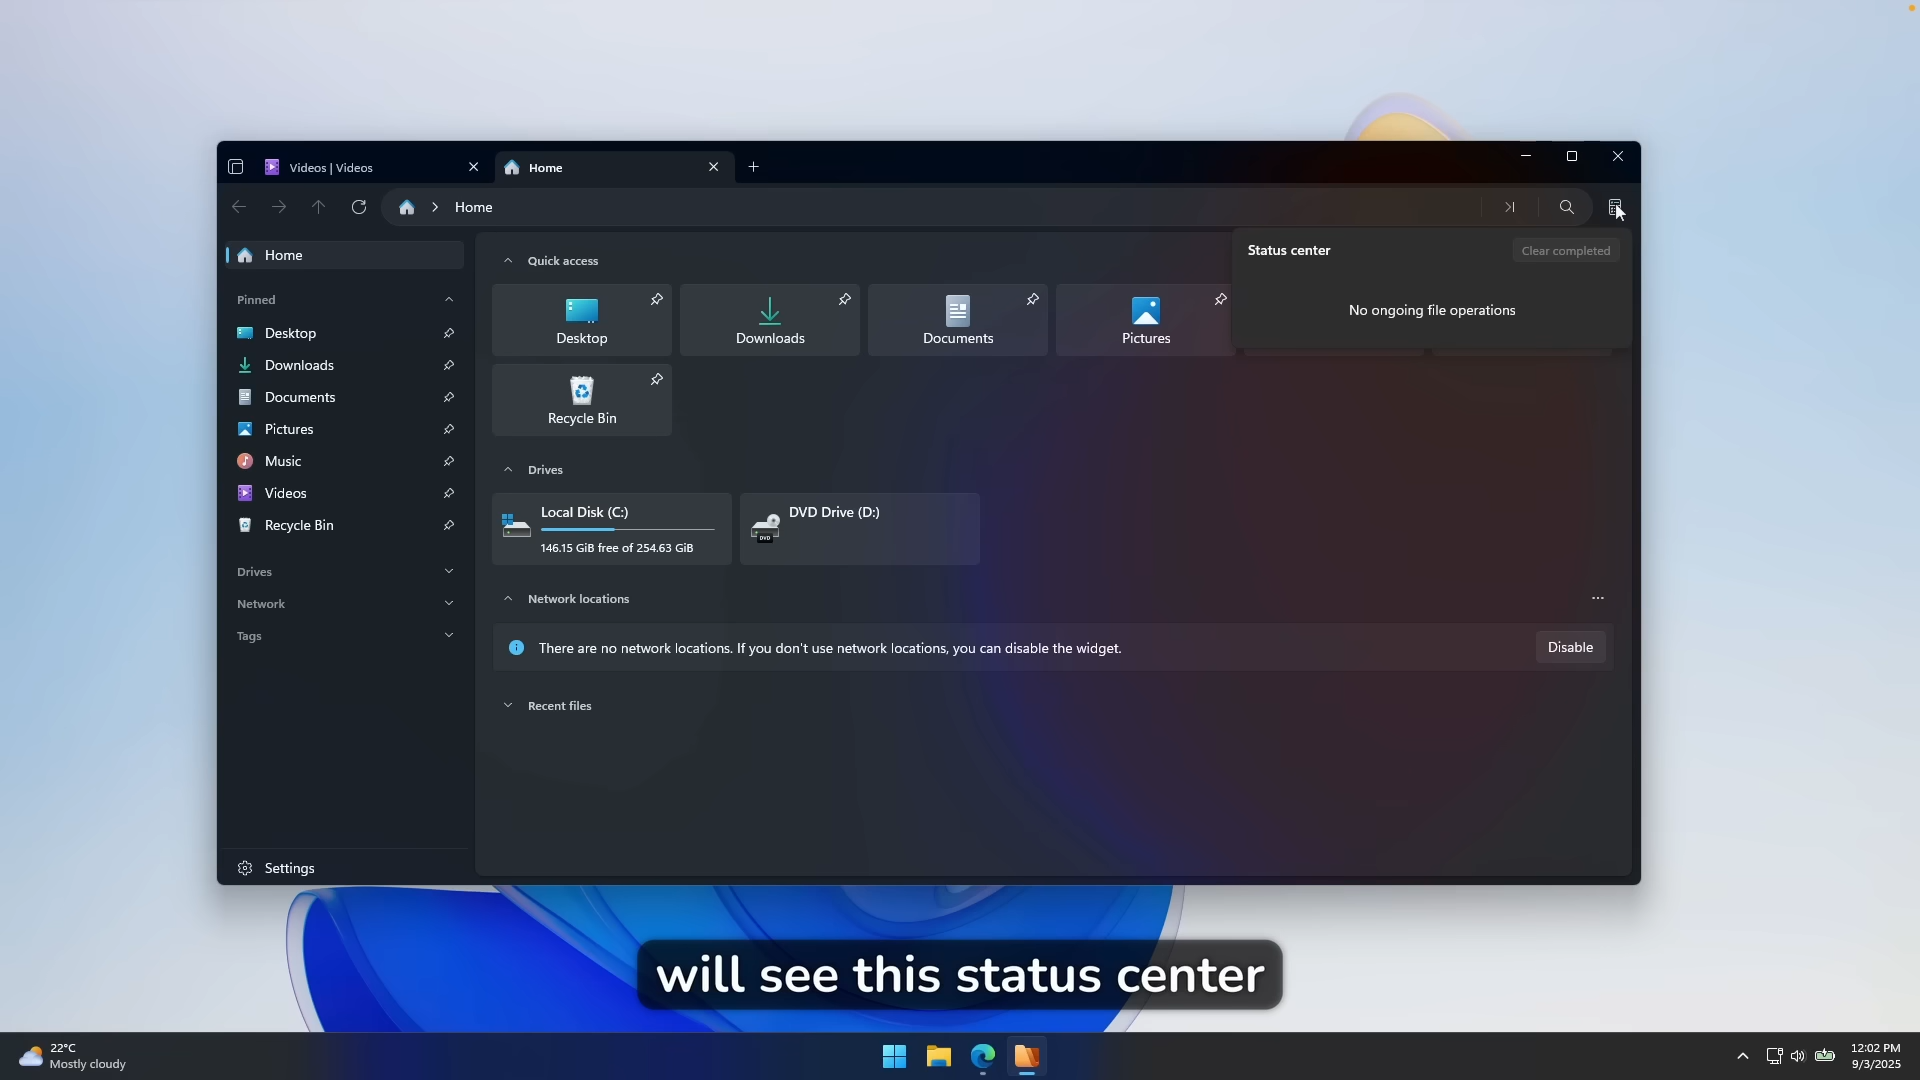 Videos | Videos
Home
Home
Home
Pinned
Desktop
Downloads
Documents
Pictures
Music
Videos
Recycle Bin
Drives
Network
Tags
Settings
Quick access
Desktop
Downloads
Documents
Pictures
Recycle Bin
Status center
Clear completed
No ongoing file operations
Drives
Local Disk (C:)
146.15 GiB free of 254.63 GiB
DVD Drive (D:)
DVD
Network locations
There are no network locations. If you don't use network locations, you can disable the widget.
Disable
Recent files
will see this status center
22°C
Mostly cloudy
12:02 PM
9/3/2025